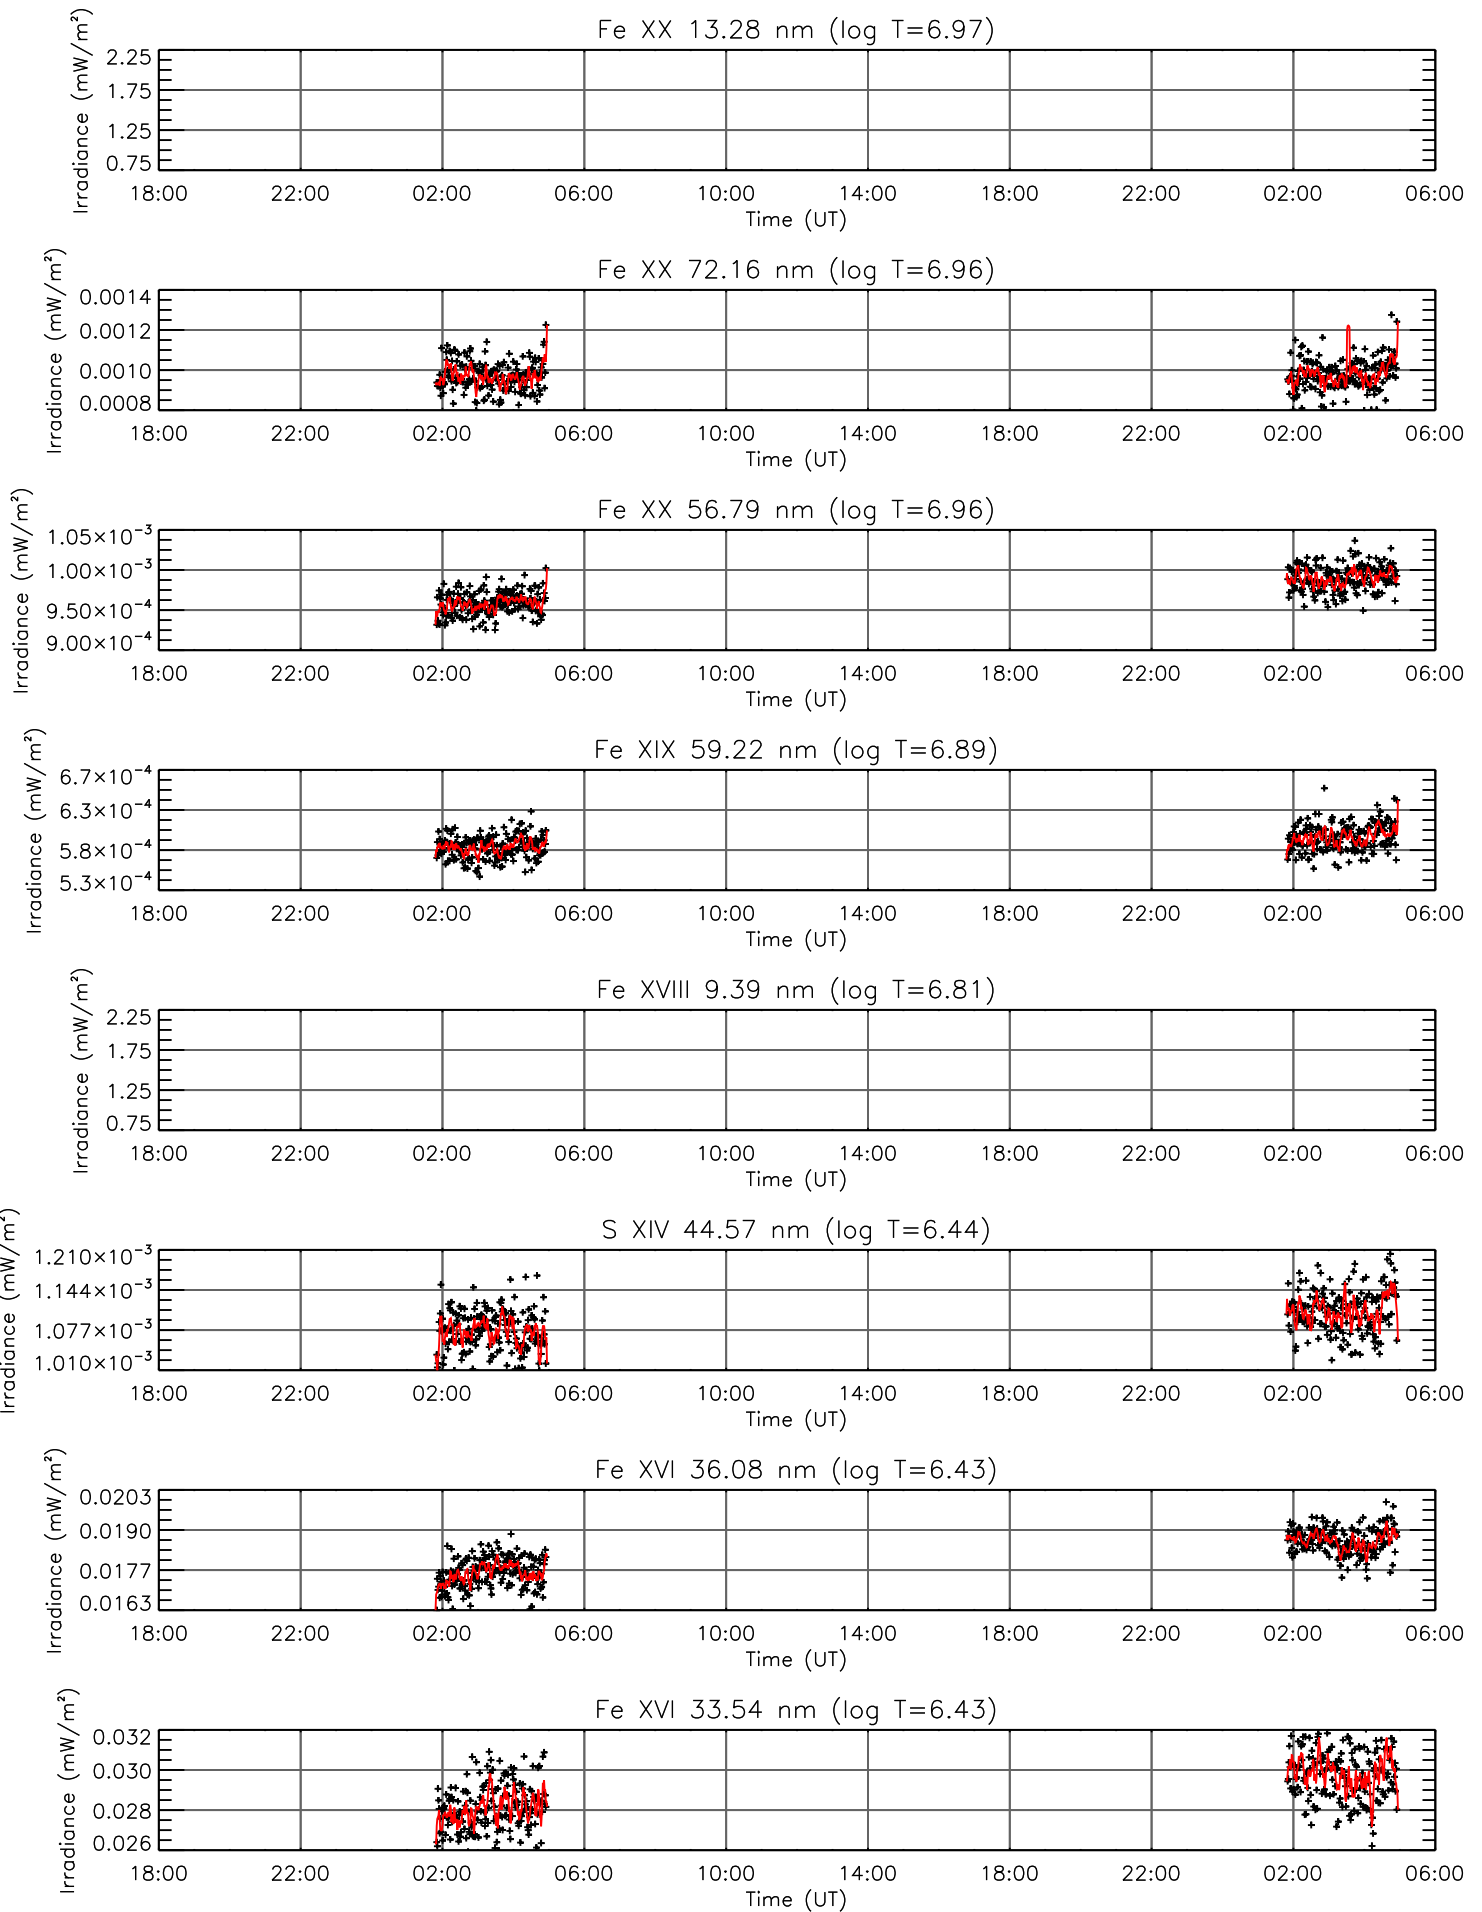 Fe XX 13.28 nm (log T=6.97)
Irradiance (mW/m²)
2.25
1.75
1.25
0.75
18:00 22:00 02:00 06:00 10:00 14:00 18:00 22:00 02:00 06:00
Time (UT)
Fe XX 72.16 nm (log T=6.96)
Irradiance (mW/m²)
0.0014
0.0012
0.0010
0.0008
18:00 22:00 02:00 06:00 10:00 14:00 18:00 22:00 02:00 06:00
Time (UT)
Fe XX 56.79 nm (log T=6.96)
Irradiance (mW/m²)
1.05×10⁻³
1.00×10⁻³
9.50×10⁻⁴
9.00×10⁻⁴
18:00 22:00 02:00 06:00 10:00 14:00 18:00 22:00 02:00 06:00
Time (UT)
Fe XIX 59.22 nm (log T=6.89)
Irradiance (mW/m²)
6.7×10⁻⁴
6.3×10⁻⁴
5.8×10⁻⁴
5.3×10⁻⁴
18:00 22:00 02:00 06:00 10:00 14:00 18:00 22:00 02:00 06:00
Time (UT)
Fe XVIII 9.39 nm (log T=6.81)
Irradiance (mW/m²)
2.25
1.75
1.25
0.75
18:00 22:00 02:00 06:00 10:00 14:00 18:00 22:00 02:00 06:00
Time (UT)
S XIV 44.57 nm (log T=6.44)
Irradiance (mW/m²)
1.210×10⁻³
1.144×10⁻³
1.077×10⁻³
1.010×10⁻³
18:00 22:00 02:00 06:00 10:00 14:00 18:00 22:00 02:00 06:00
Time (UT)
Fe XVI 36.08 nm (log T=6.43)
Irradiance (mW/m²)
0.0203
0.0190
0.0177
0.0163
18:00 22:00 02:00 06:00 10:00 14:00 18:00 22:00 02:00 06:00
Time (UT)
Fe XVI 33.54 nm (log T=6.43)
Irradiance (mW/m²)
0.032
0.030
0.028
0.026
18:00 22:00 02:00 06:00 10:00 14:00 18:00 22:00 02:00 06:00
Time (UT)